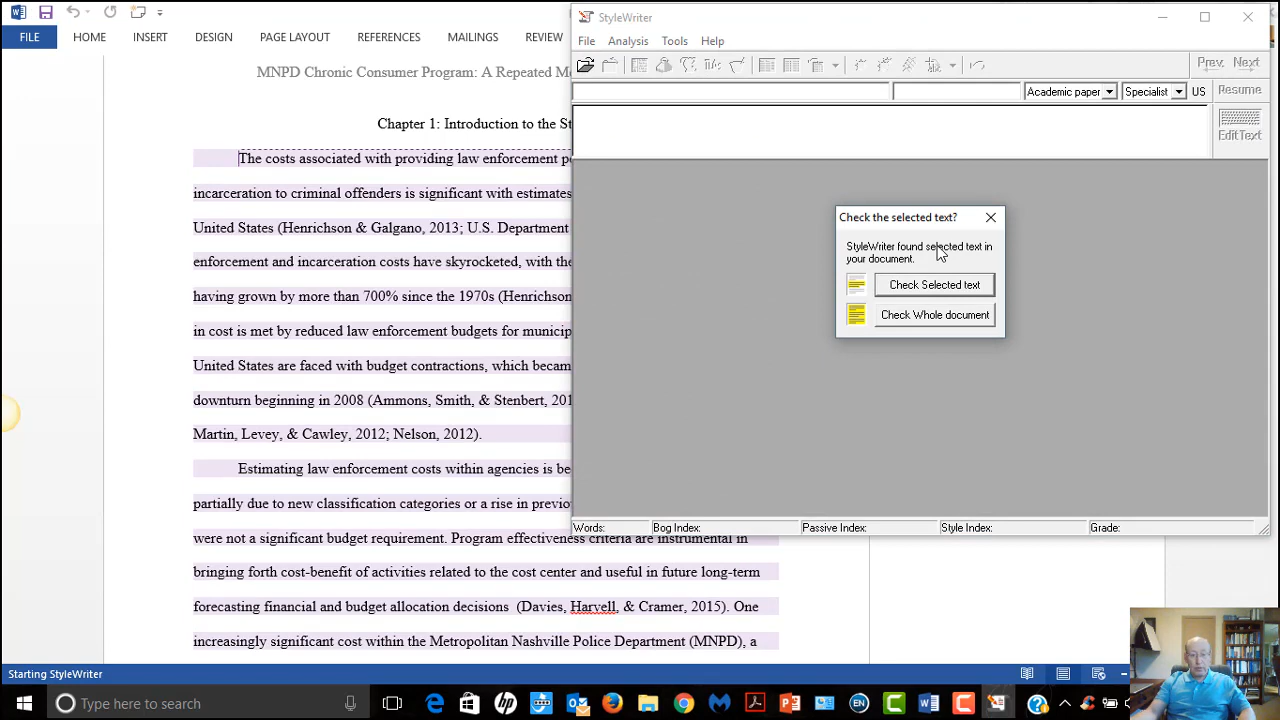 FILE
HOME
INSERT
DESIGN
PAGE LAYOUT
REFERENCES
MAILINGS
REVIEW
MNPD Chronic Consumer Program: A Repeated
Chapter 1: Introduction to the
The costs associated with providing law enforcement
incarceration to criminal offenders is significant with estimates
United States (Henrichson & Galgano, 2013; U.S. Department
enforcement and incarceration costs have skyrocketed, with the
having grown by more than 700% since the 1970s (Henrichson
in cost is met by reduced law enforcement budgets for
United States are faced with budget contractions, which
downturn beginning in 2008 (Ammons, Smith, & Stenbert,
Martin, Levey, & Cawley, 2012; Nelson, 2012).
Estimating law enforcement costs within agencies is
partially due to new classification categories or a rise in
were not a significant budget requirement. Program effectiveness criteria are instrumental in
bringing forth cost-benefit of activities related to the cost center and useful in future long-term
forecasting financial and budget allocation decisions (Davies, Harvell, & Cramer, 2015). One
increasingly significant cost within the Metropolitan Nashville Police Department (MNPD), a
StyleWriter
File Analysis Tools Help
Prev. Next
Academic paper Specialist US Resume
Edit Text
Check the selected text?
StyleWriter found selected text in
your document.
Check Selected text
Check Whole document
Words: Bog Index: Passive Index: Style Index: Grade:
Starting StyleWriter
Type here to search